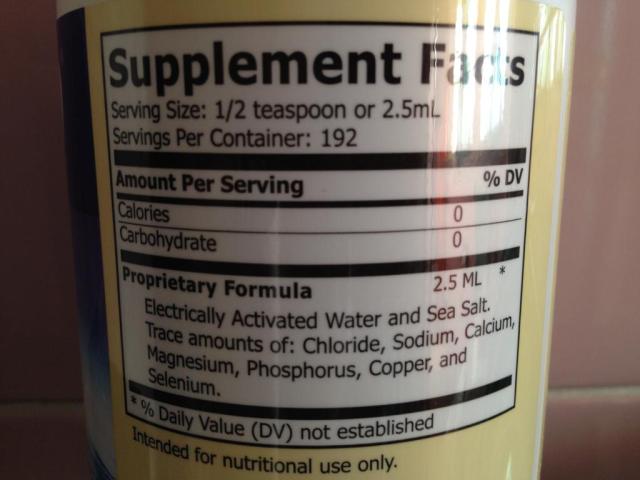 Supplement Facts
Serving Size: 1/2 teaspoon or 2.5mL
Servings Per Container: 192
Amount Per Serving % DV
Calories 0
Carbohydrate 0
Proprietary Formula 2.5 ML *
Electrically Activated Water and Sea Salt.
Trace amounts of: Chloride, Sodium, Calcium,
Magnesium, Phosphorus, Copper, and
Selenium.
* % Daily Value (DV) not established
Intended for nutritional use only.